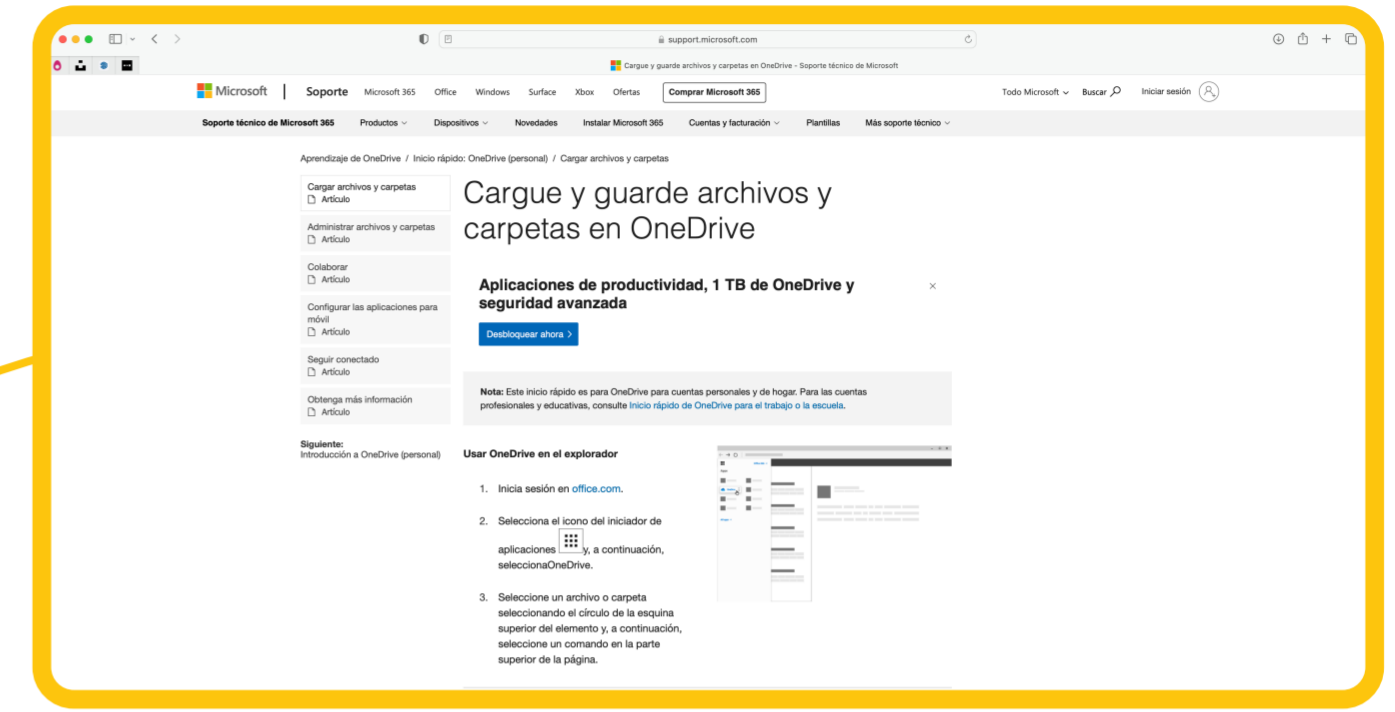 support.microsoft.com
Cargue y guarde archivos y carpetas en OneDrive - Soporte técnico de Microsoft
Microsoft | Soporte Microsoft 365 Office Windows Surface Xbox Ofertas Comprar Microsoft 365 Todo Microsoft Buscar Iniciar sesión
Soporte técnico de Microsoft 365 Productos Dispositivos Novedades Instalar Microsoft 365 Cuentas y facturación Plantillas Más soporte técnico
Aprendizaje de OneDrive / Inicio rápido: OneDrive (personal) / Cargar archivos y carpetas
Cargar archivos y carpetas
Artículo
Administrar archivos y carpetas
Artículo
Colaborar
Artículo
Configurar las aplicaciones para
móvil
Artículo
Seguir conectado
Artículo
Obtenga más información
Artículo
Siguiente:
Introducción a OneDrive (personal)
Cargue y guarde archivos y
carpetas en OneDrive
Aplicaciones de productividad, 1 TB de OneDrive y
seguridad avanzada
Desbloquear ahora >
Nota: Este inicio rápido es para OneDrive para cuentas personales y de hogar. Para las cuentas
profesionales y educativas, consulte Inicio rápido de OneDrive para el trabajo o la escuela.
Usar OneDrive en el explorador
1. Inicia sesión en office.com.
2. Selecciona el icono del iniciador de
aplicaciones y, a continuación,
seleccionaOneDrive.
3. Seleccione un archivo o carpeta
seleccionando el círculo de la esquina
superior del elemento y, a continuación,
seleccione un comando en la parte
superior de la página.